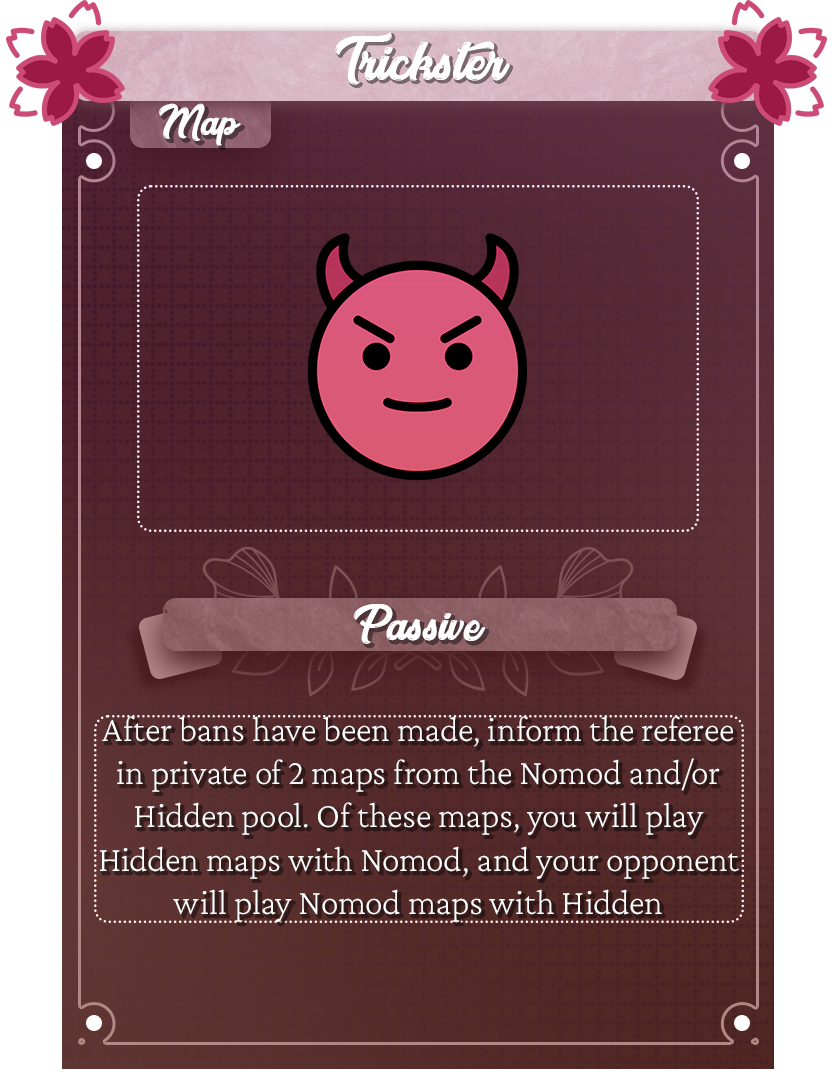 Trickster
Map
Passive
After bans have been made, inform the referee
in private of 2 maps from the Nomod and/or
Hidden pool. Of these maps, you will play
Hidden maps with Nomod, and your opponent
will play Nomod maps with Hidden